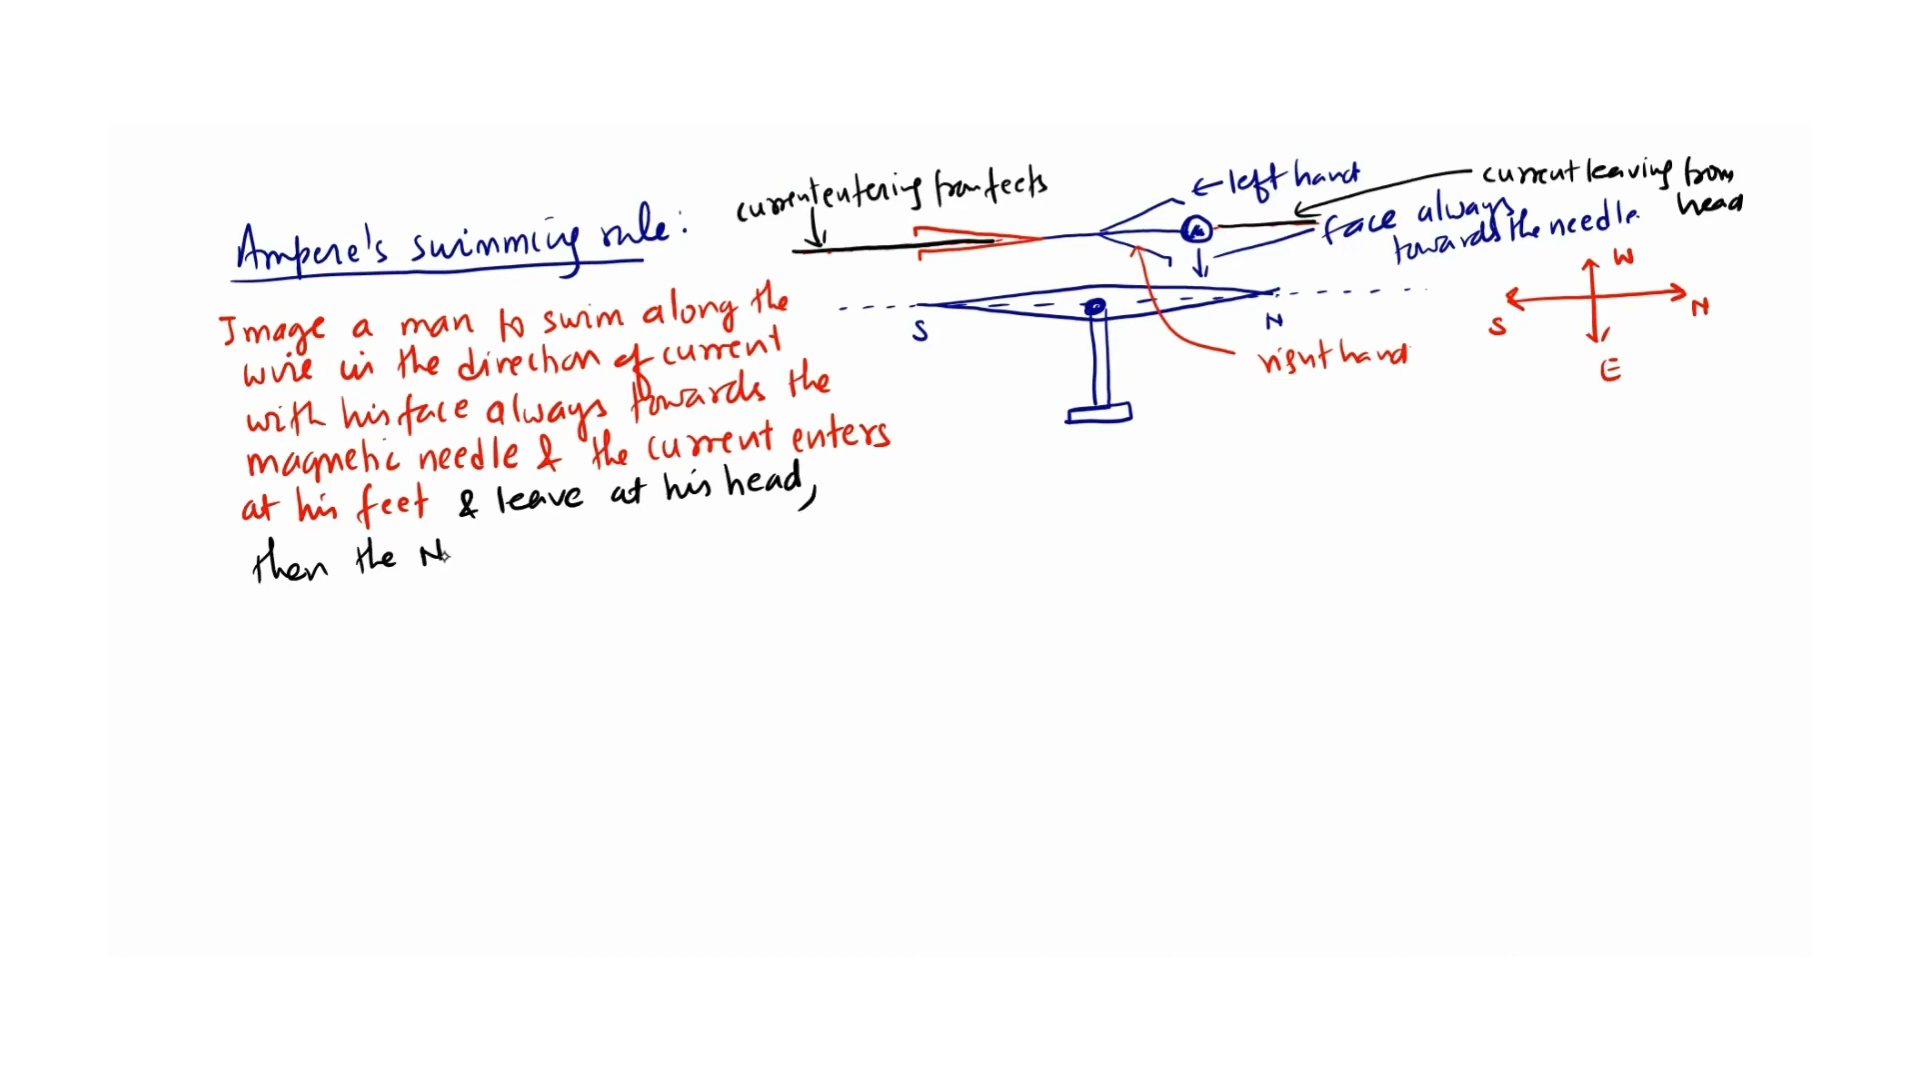 Ampere's swimming rule:
current entering from feets
← left hand
current leaving from
head
face always
towards the needle
S
N
right hand
W
S
N
E
Image a man to swim along the
wire in the direction of current
with his face always towards the
magnetic needle & the current enters
at his feet & leave at his head,
then the N